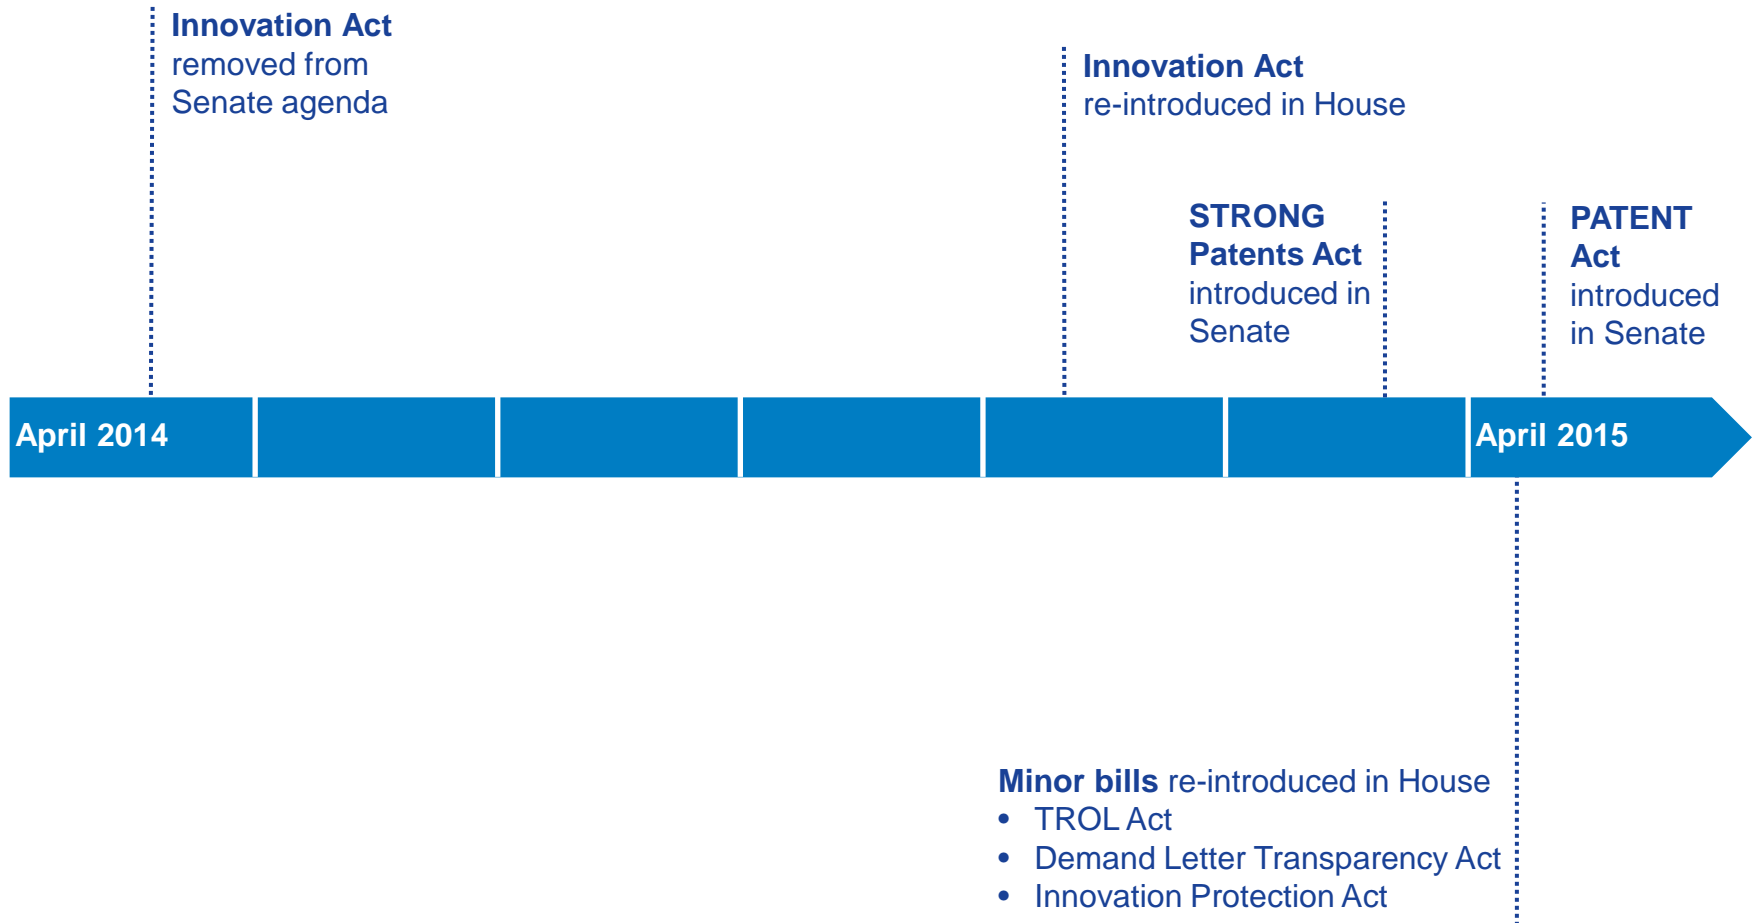 Innovation Act
removed from
Senate agenda
Innovation Act
re-introduced in House
STRONG
Patents Act
introduced in
Senate
PATENT
Act
introduced
in Senate
April 2014
April 2015
Minor bills re-introduced in House
• TROL Act
• Demand Letter Transparency Act
• Innovation Protection Act